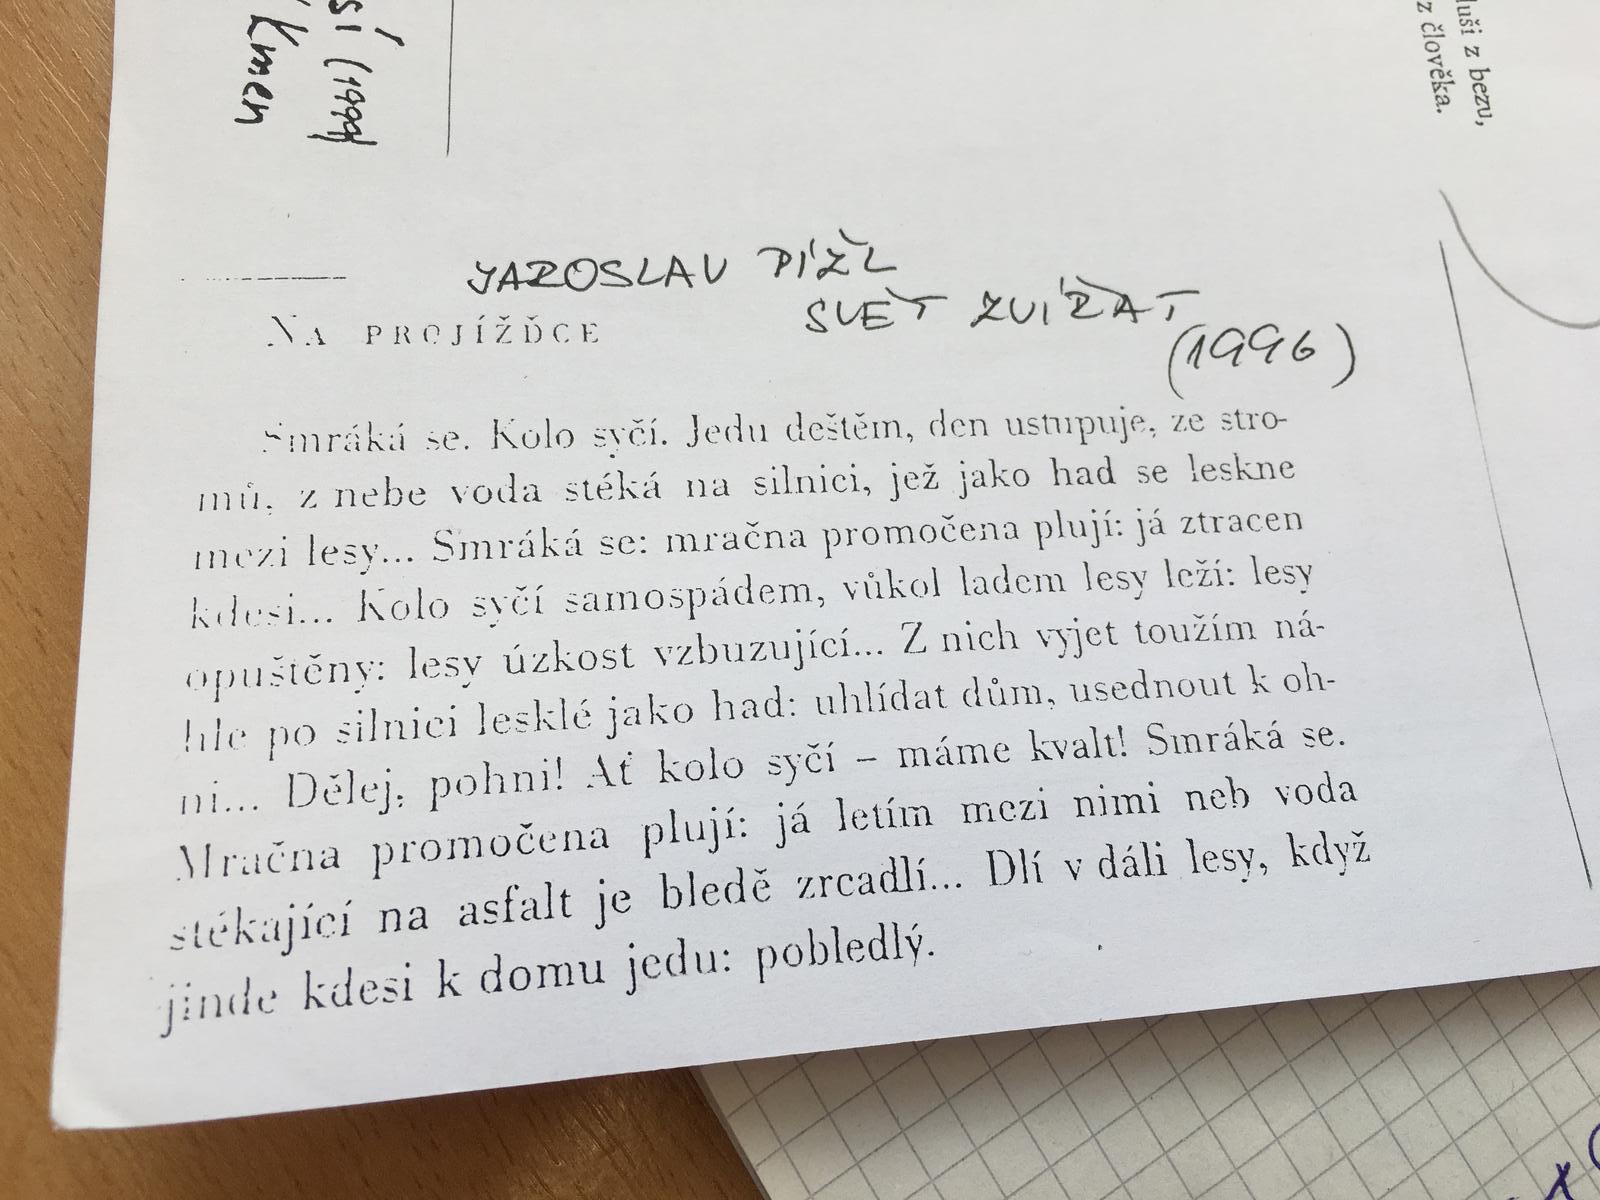 sí (1999)
Kmen
luši z bezu,
z člověka.
JAROSLAV PÍŽL
SVĚT ZVÍŘAT
(1996)
NA PROJÍŽĎCE
Smráká se. Kolo syčí. Jedu deštěm, den ustupuje, ze stro-
mů, z nebe voda stéká na silnici, jež jako had se leskne
mezi lesy... Smráká se: mračna promočena plují: já ztracen
kdesi... Kolo syčí samospádem, vůkol ladem lesy leží: lesy
opuštěny: lesy úzkost vzbuzující... Z nich vyjet toužím ná-
hle po silnici lesklé jako had: uhlídat dům, usednout k oh-
ni... Dělej, pohni! Ať kolo syčí – máme kvalt! Smráká se.
Mračna promočena plují: já letím mezi nimi neb voda
stékající na asfalt je bledě zrcadlí... Dlí v dáli lesy, když
jinde kdesi k domu jedu: pobledlý.